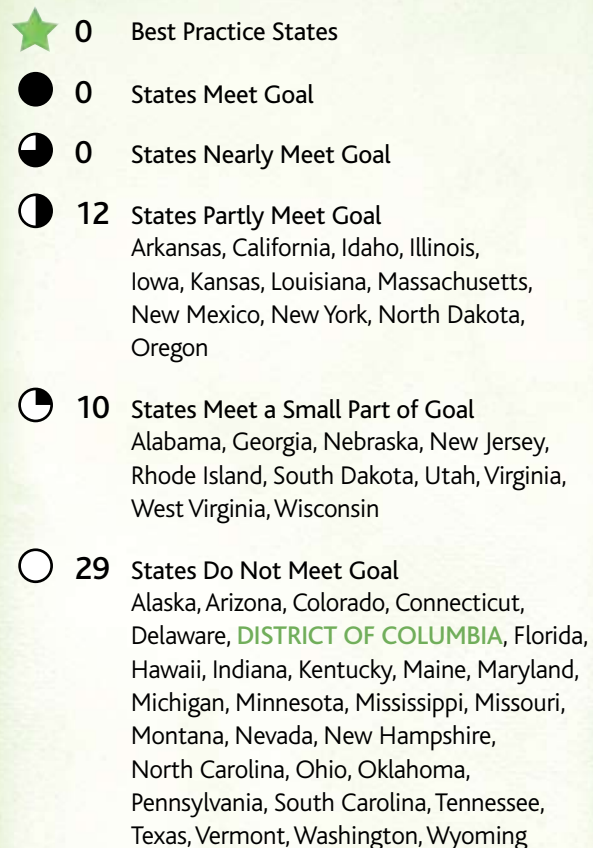 0 Best Practice States
0 States Meet Goal
0 States Nearly Meet Goal
12 States Partly Meet Goal
Arkansas, California, Idaho, Illinois,
Iowa, Kansas, Louisiana, Massachusetts,
New Mexico, New York, North Dakota,
Oregon
10 States Meet a Small Part of Goal
Alabama, Georgia, Nebraska, New Jersey,
Rhode Island, South Dakota, Utah, Virginia,
West Virginia, Wisconsin
29 States Do Not Meet Goal
Alaska, Arizona, Colorado, Connecticut,
Delaware, DISTRICT OF COLUMBIA, Florida,
Hawaii, Indiana, Kentucky, Maine, Maryland,
Michigan, Minnesota, Mississippi, Missouri,
Montana, Nevada, New Hampshire,
North Carolina, Ohio, Oklahoma,
Pennsylvania, South Carolina, Tennessee,
Texas, Vermont, Washington, Wyoming